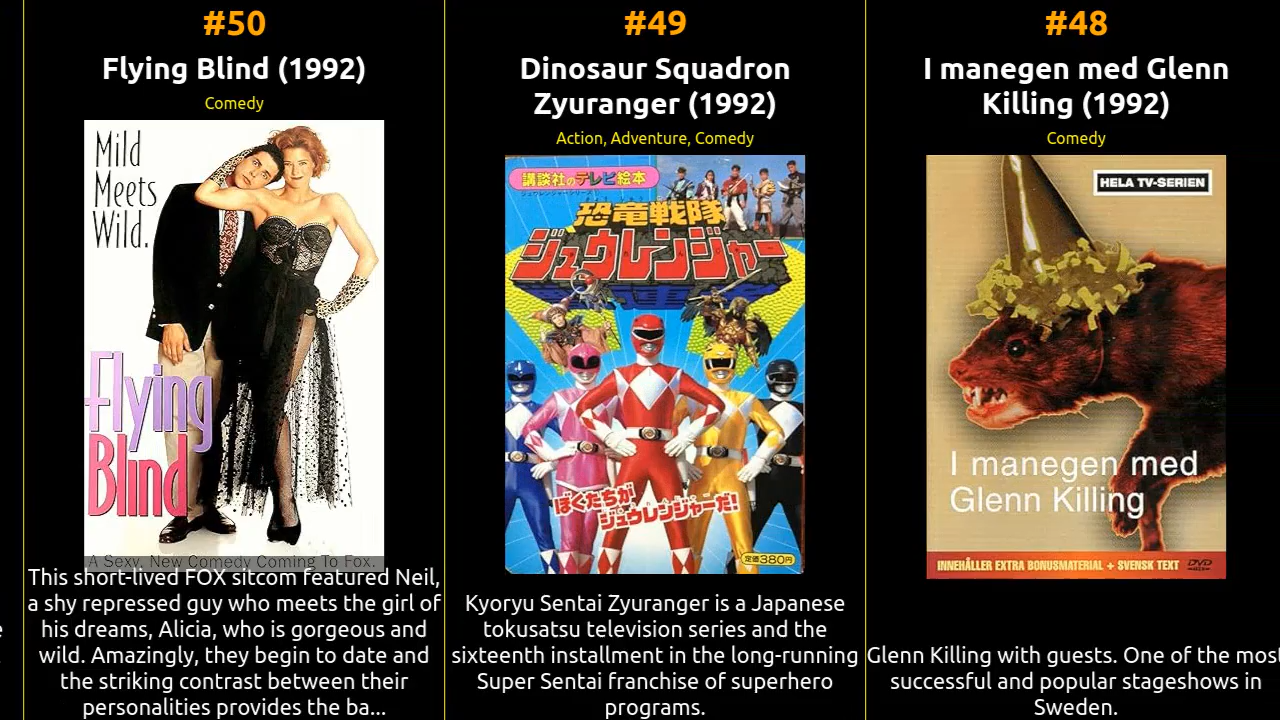 #50
Flying Blind (1992)
Comedy
Mild
Meets
Wild.
Flying
Blind
A Sexy, New Comedy Coming To Fox.
This short-lived FOX sitcom featured Neil,
a shy repressed guy who meets the girl of
his dreams, Alicia, who is gorgeous and
wild. Amazingly, they begin to date and
the striking contrast between their
personalities provides the ba...
#49
Dinosaur Squadron
Zyuranger (1992)
Action, Adventure, Comedy
講談社のテレビ絵本
恐竜戦隊
ジュウレンジャー
ぼくたちが
ジュウレンジャーだ!
定価380円
Kyoryu Sentai Zyuranger is a Japanese
tokusatsu television series and the
sixteenth installment in the long-running
Super Sentai franchise of superhero
programs.
#48
I manegen med Glenn
Killing (1992)
Comedy
HELA TV-SERIEN
I manegen med
Glenn Killing
INNEHÅLLER EXTRA BONUSMATERIAL + SVENSK TEXT DVD
Glenn Killing with guests. One of the most
successful and popular stageshows in
Sweden.